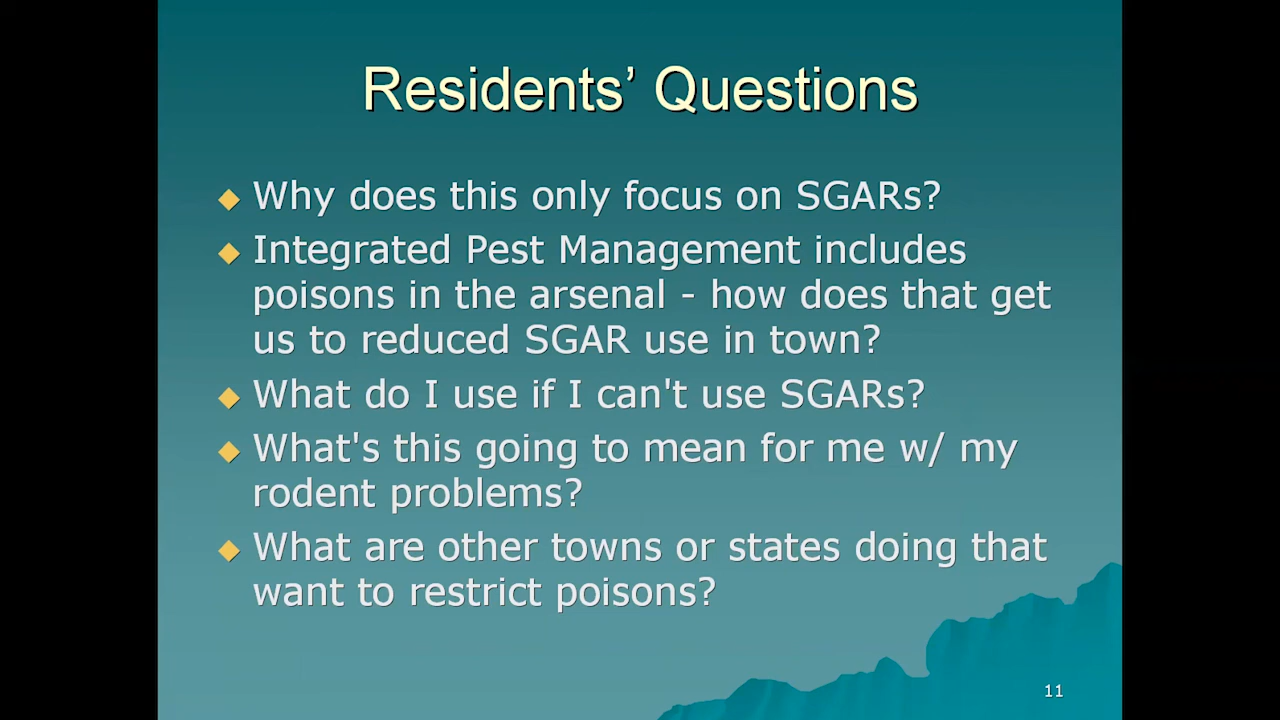 Residents’ Questions
Why does this only focus on SGARs?
Integrated Pest Management includes
poisons in the arsenal - how does that get
us to reduced SGAR use in town?
What do I use if I can't use SGARs?
What's this going to mean for me w/ my
rodent problems?
What are other towns or states doing that
want to restrict poisons?
11